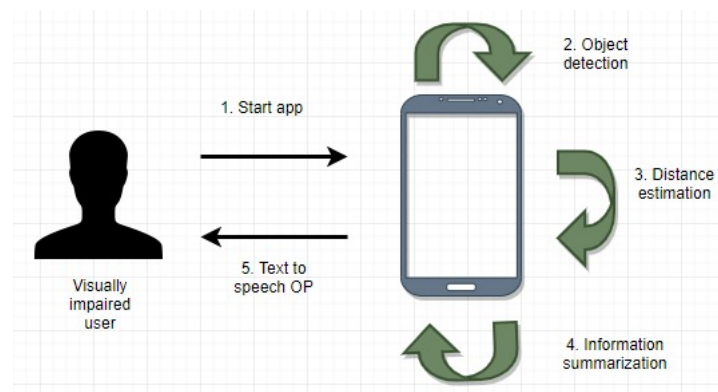 1. Start app
2. Object
detection
3. Distance
estimation
4. Information
summarization
5. Text to
speech OP
Visually
impaired
user